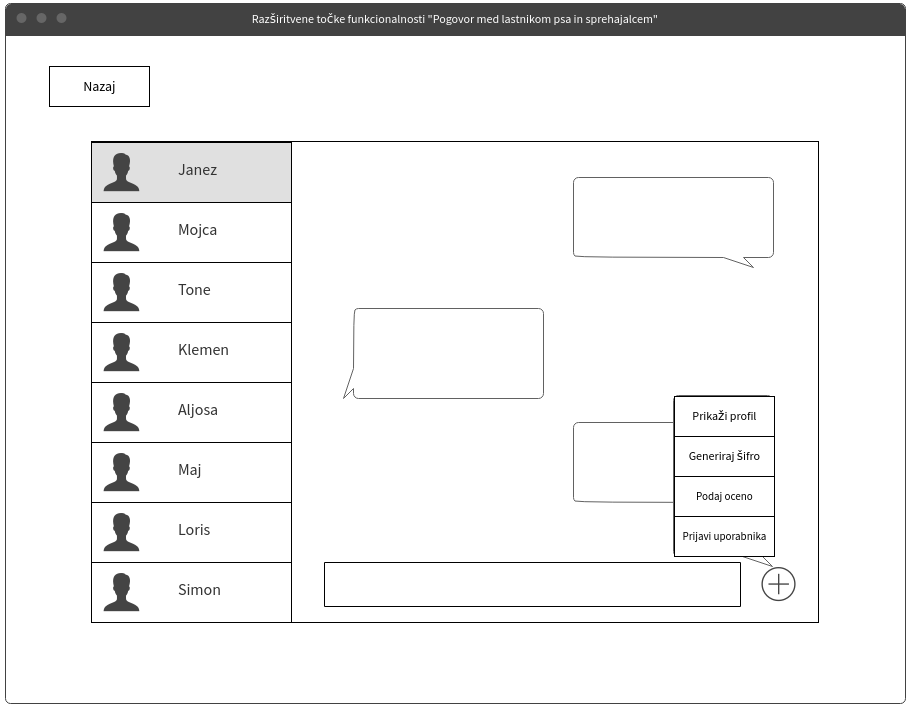 Razširitvene točke funkcionalnosti "Pogovor med lastnikom psa in sprehajalcem"
Nazaj
Janez
Mojca
Tone
Klemen
Aljosa
Maj
Loris
Simon
Prikaži profil
Generiraj šifro
Podaj oceno
Prijavi uporabnika